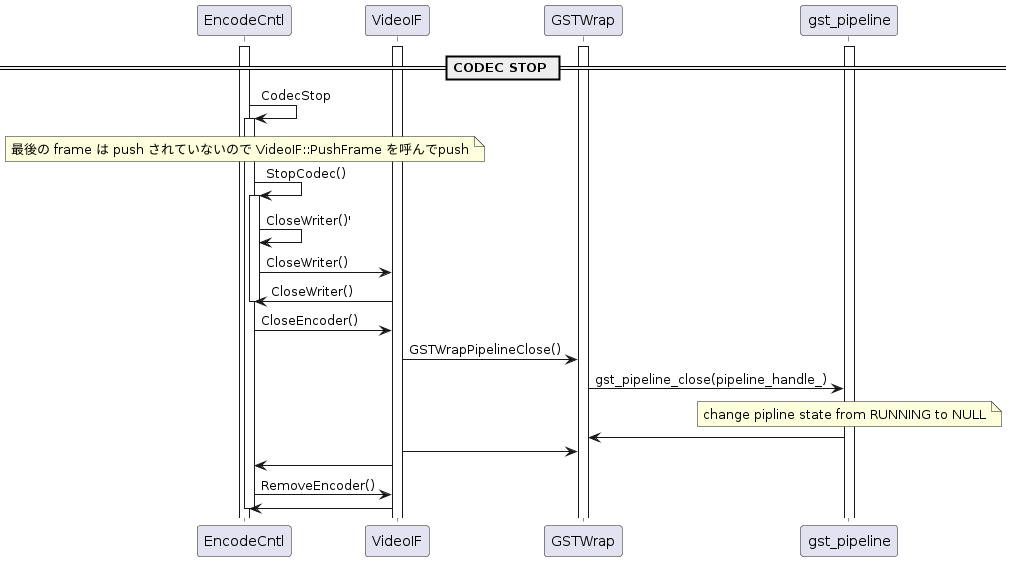 EncodeCntl
VideoIF
GSTWrap
gst_pipeline
CODEC STOP
CodecStop
最後の frame は push されていないので VideoIF::PushFrame を呼んでpush
StopCodec()
CloseWriter()'
CloseWriter()
CloseWriter()
CloseEncoder()
GSTWrapPipelineClose()
gst_pipeline_close(pipeline_handle_)
change pipline state from RUNNING to NULL
RemoveEncoder()
EncodeCntl
VideoIF
GSTWrap
gst_pipeline